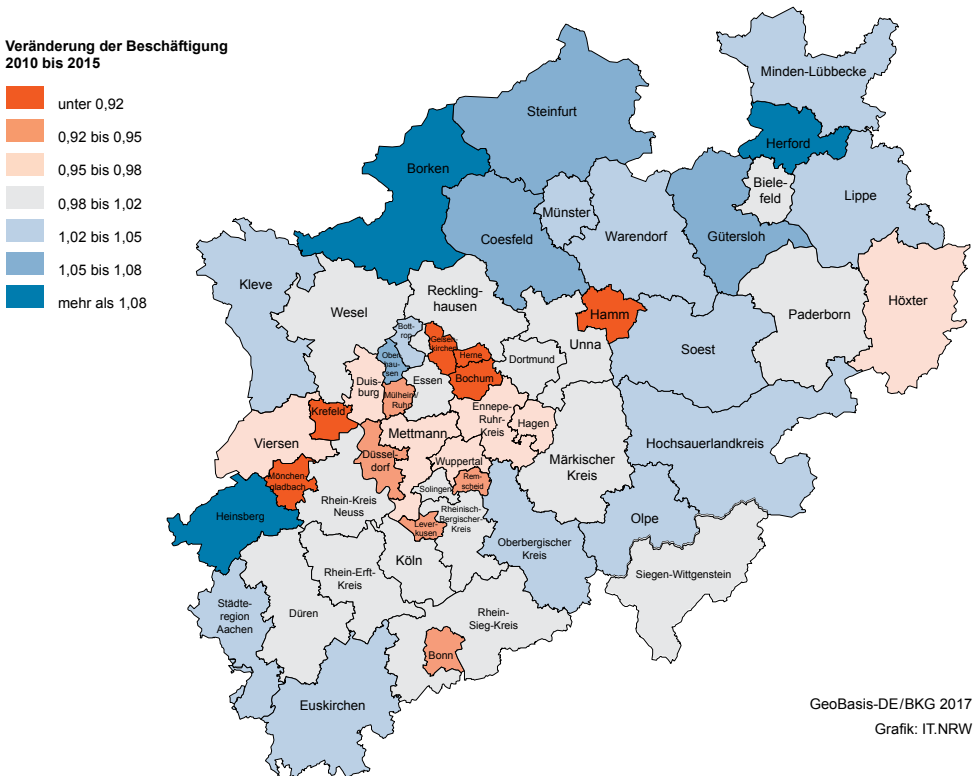 Veränderung der Beschäftigung
2010 bis 2015
unter 0,92
0,92 bis 0,95
0,95 bis 0,98
0,98 bis 1,02
1,02 bis 1,05
1,05 bis 1,08
mehr als 1,08
Minden-Lübbecke
Steinfurt
Herford
Borken
Biele-
feld
Lippe
Münster
Coesfeld
Warendorf
Gütersloh
Kleve
Reckling-
hausen
Wesel
Höxter
Paderborn
Hamm
Bott-
rop
Gelsen-
kirchen
Herne
Unna
Soest
Ober-
hau-
sen
Dortmund
Essen
Bochum
Duis-
burg
Mülheim/
Ruhr
Krefeld
Ennepe-
Ruhr-
Kreis
Hagen
Viersen
Mettmann
Hochsauerlandkreis
Düssel-
dorf
Wuppertal
Märkischer
Kreis
Mönchen-
gladbach
Solingen
Rem-
scheid
Rhein-Kreis
Neuss
Rheinisch-
Bergischer-
Kreis
Heinsberg
Lever-
kusen
Olpe
Oberbergischer
Kreis
Köln
Rhein-Erft-
Kreis
Siegen-Wittgenstein
Städte-
region
Aachen
Düren
Rhein-
Sieg-Kreis
Bonn
Euskirchen
GeoBasis-DE/BKG 2017
Grafik: IT.NRW